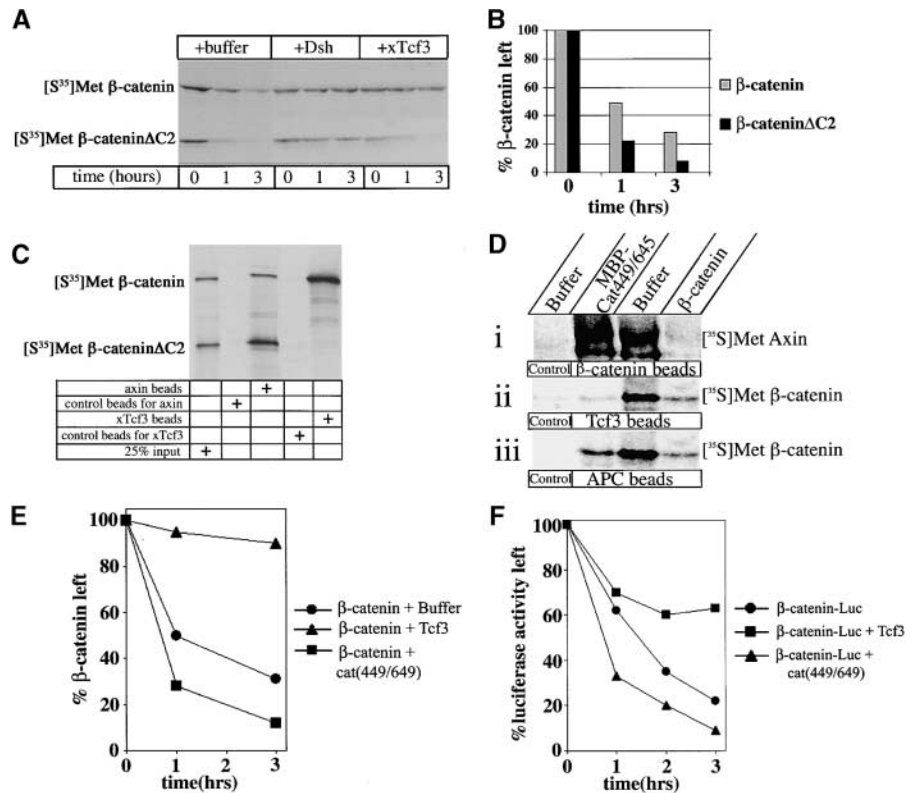 A
+buffer +Dsh +xTcf3
[S³⁵]Met β-catenin
[S³⁵]Met β-cateninΔC2
time (hours) 0 1 3 0 1 3 0 1 3
B
% β-catenin left
100
80
60
40
20
0
0 1 3
time (hrs)
β-catenin
β-cateninΔC2
C
[S³⁵]Met β-catenin
[S³⁵]Met β-cateninΔC2
axin beads +
control beads for axin +
xTcf3 beads +
control beads for xTcf3 +
25% input +
D
Buffer
MBP-
Cat449/645
Buffer
β-catenin
i
[³⁵S]Met Axin
Control β-catenin beads
ii
[³⁵S]Met β-catenin
Control Tcf3 beads
iii
[³⁵S]Met β-catenin
Control APC beads
E
% β-catenin left
100
80
60
40
20
0
0 1 2 3
time(hrs)
β-catenin + Buffer
β-catenin + Tcf3
β-catenin +
cat(449/649)
F
%luciferase activity left
100
80
60
40
20
0
0 1 2 3
time(hrs)
β-catenin-Luc
β-catenin-Luc + Tcf3
β-catenin-Luc +
cat(449/649)